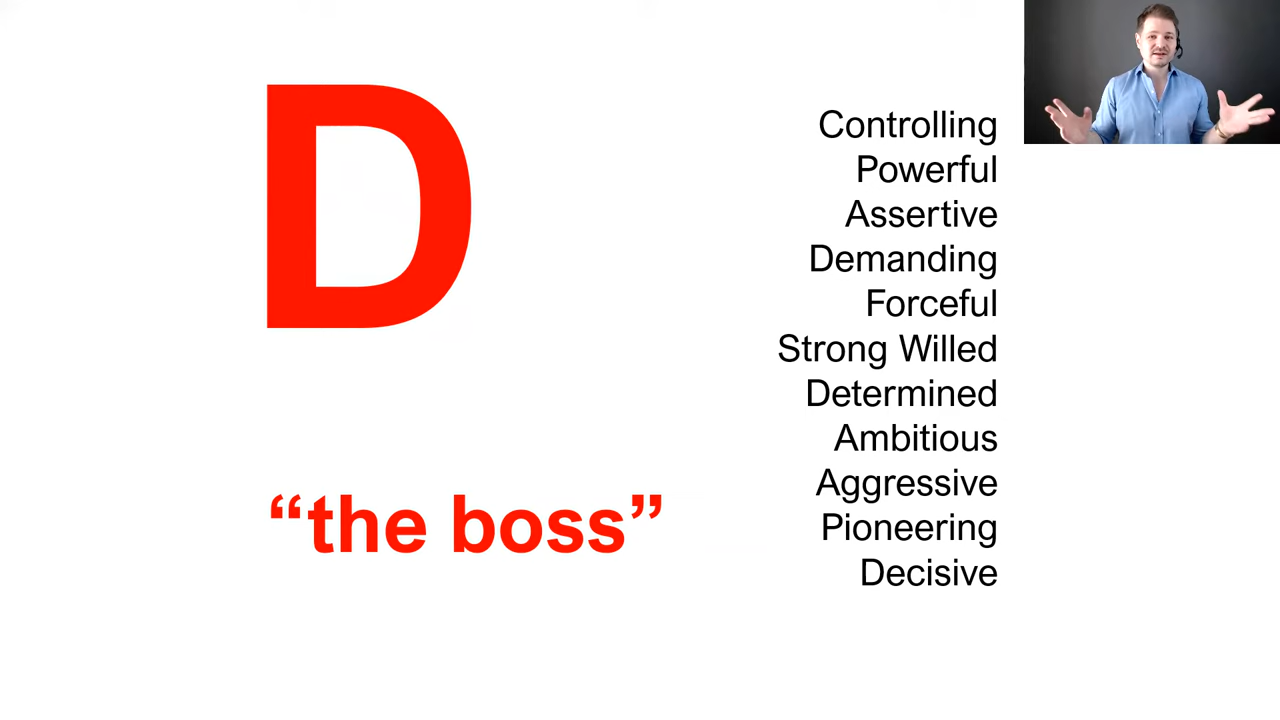 D
“the boss”
Controlling
Powerful
Assertive
Demanding
Forceful
Strong Willed
Determined
Ambitious
Aggressive
Pioneering
Decisive